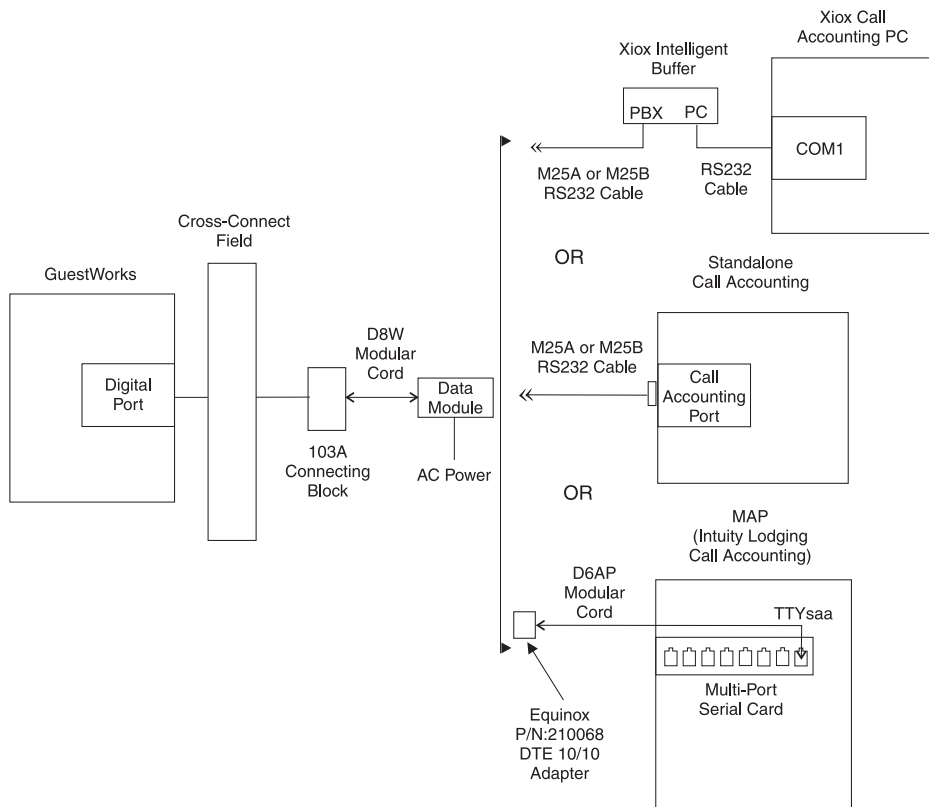 Xiox Call
Accounting PC
Xiox Intelligent
Buffer
PBX PC
COM1
M25A or M25B
RS232 Cable
RS232
Cable
Cross-Connect
Field
OR
GuestWorks
Standalone
Call Accounting
D8W
Modular
Cord
M25A or M25B
RS232 Cable
Digital
Port
Data
Module
Call
Accounting
Port
103A
Connecting
Block
AC Power
OR
MAP
(Intuity Lodging
Call Accounting)
D6AP
Modular
Cord
TTYsaa
Multi-Port
Serial Card
Equinox
P/N:210068
DTE 10/10
Adapter